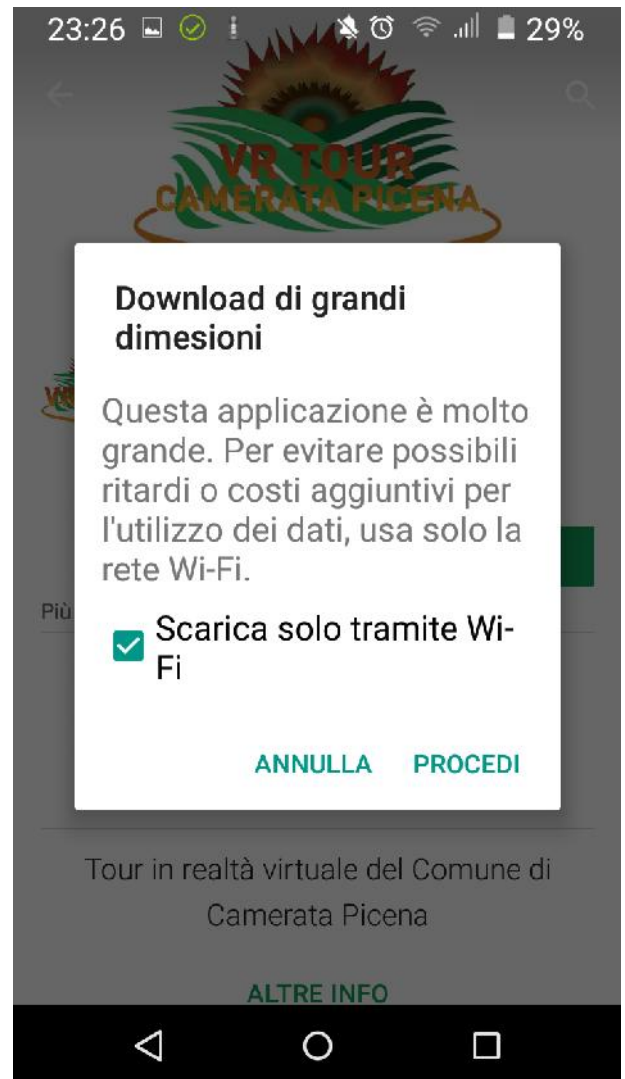 23:26 29%
VR TOUR
CAMERATA PICENA
Download di grandi
dimesioni
Questa applicazione è molto
grande. Per evitare possibili
ritardi o costi aggiuntivi per
l'utilizzo dei dati, usa solo la
rete Wi-Fi.
Più
Scarica solo tramite Wi-
Fi
ANNULLA PROCEDI
Tour in realtà virtuale del Comune di
Camerata Picena
ALTRE INFO